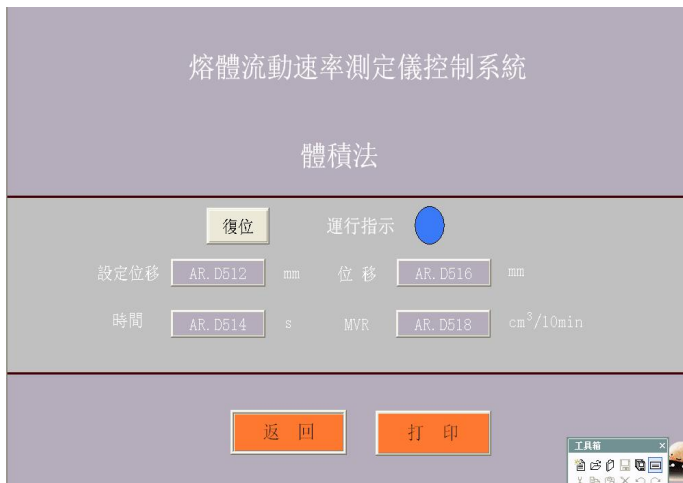 熔體流動速率測定儀控制系統
體積法
復位 運行指示
設定位移 AR.D512 mm 位移 AR.D516 mm
時間 AR.D514 s MVR AR.D518 cm³/10min
返回 打印
工具箱